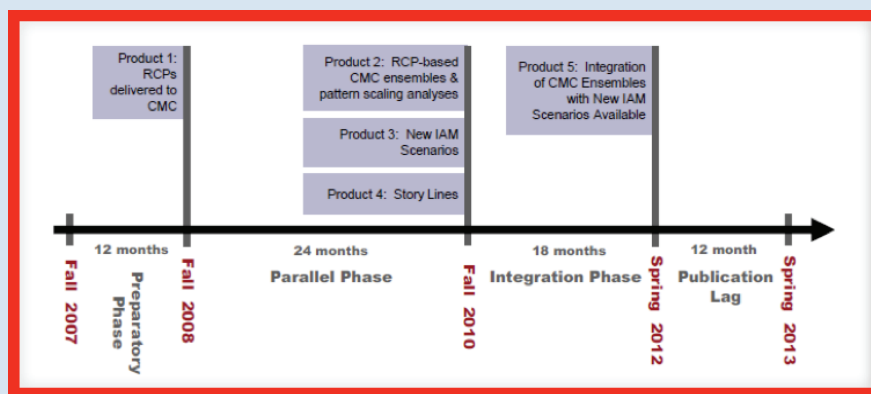 Product 1:
RCPs
delivered to
CMC
Product 2: RCP-based
CMC ensembles &
pattern scaling analyses
Product 3: New IAM
Scenarios
Product 4: Story Lines
Product 5: Integration
of CMC Ensembles
with New IAM
Scenarios Available
12 months
24 months
18 months
12 month
Preparatory
Phase
Parallel Phase
Integration Phase
Publication
Lag
Fall 2007
Fall 2008
Fall 2010
Spring 2012
Spring 2013